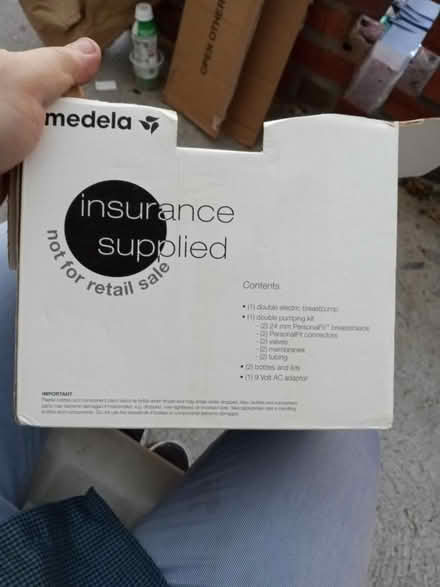 OPEN OTHER
medela
insurance
supplied
not for retail sale
Contents
• (1) double electric breastpump
• (1) double pumping kit
- (2) 24 mm PersonalFit™ breastshields
- (2) PersonalFit connectors
- (2) valves
- (2) membranes
- (2) tubing
• (2) bottles and lids
• (1) 9 Volt AC adaptor
IMPORTANT